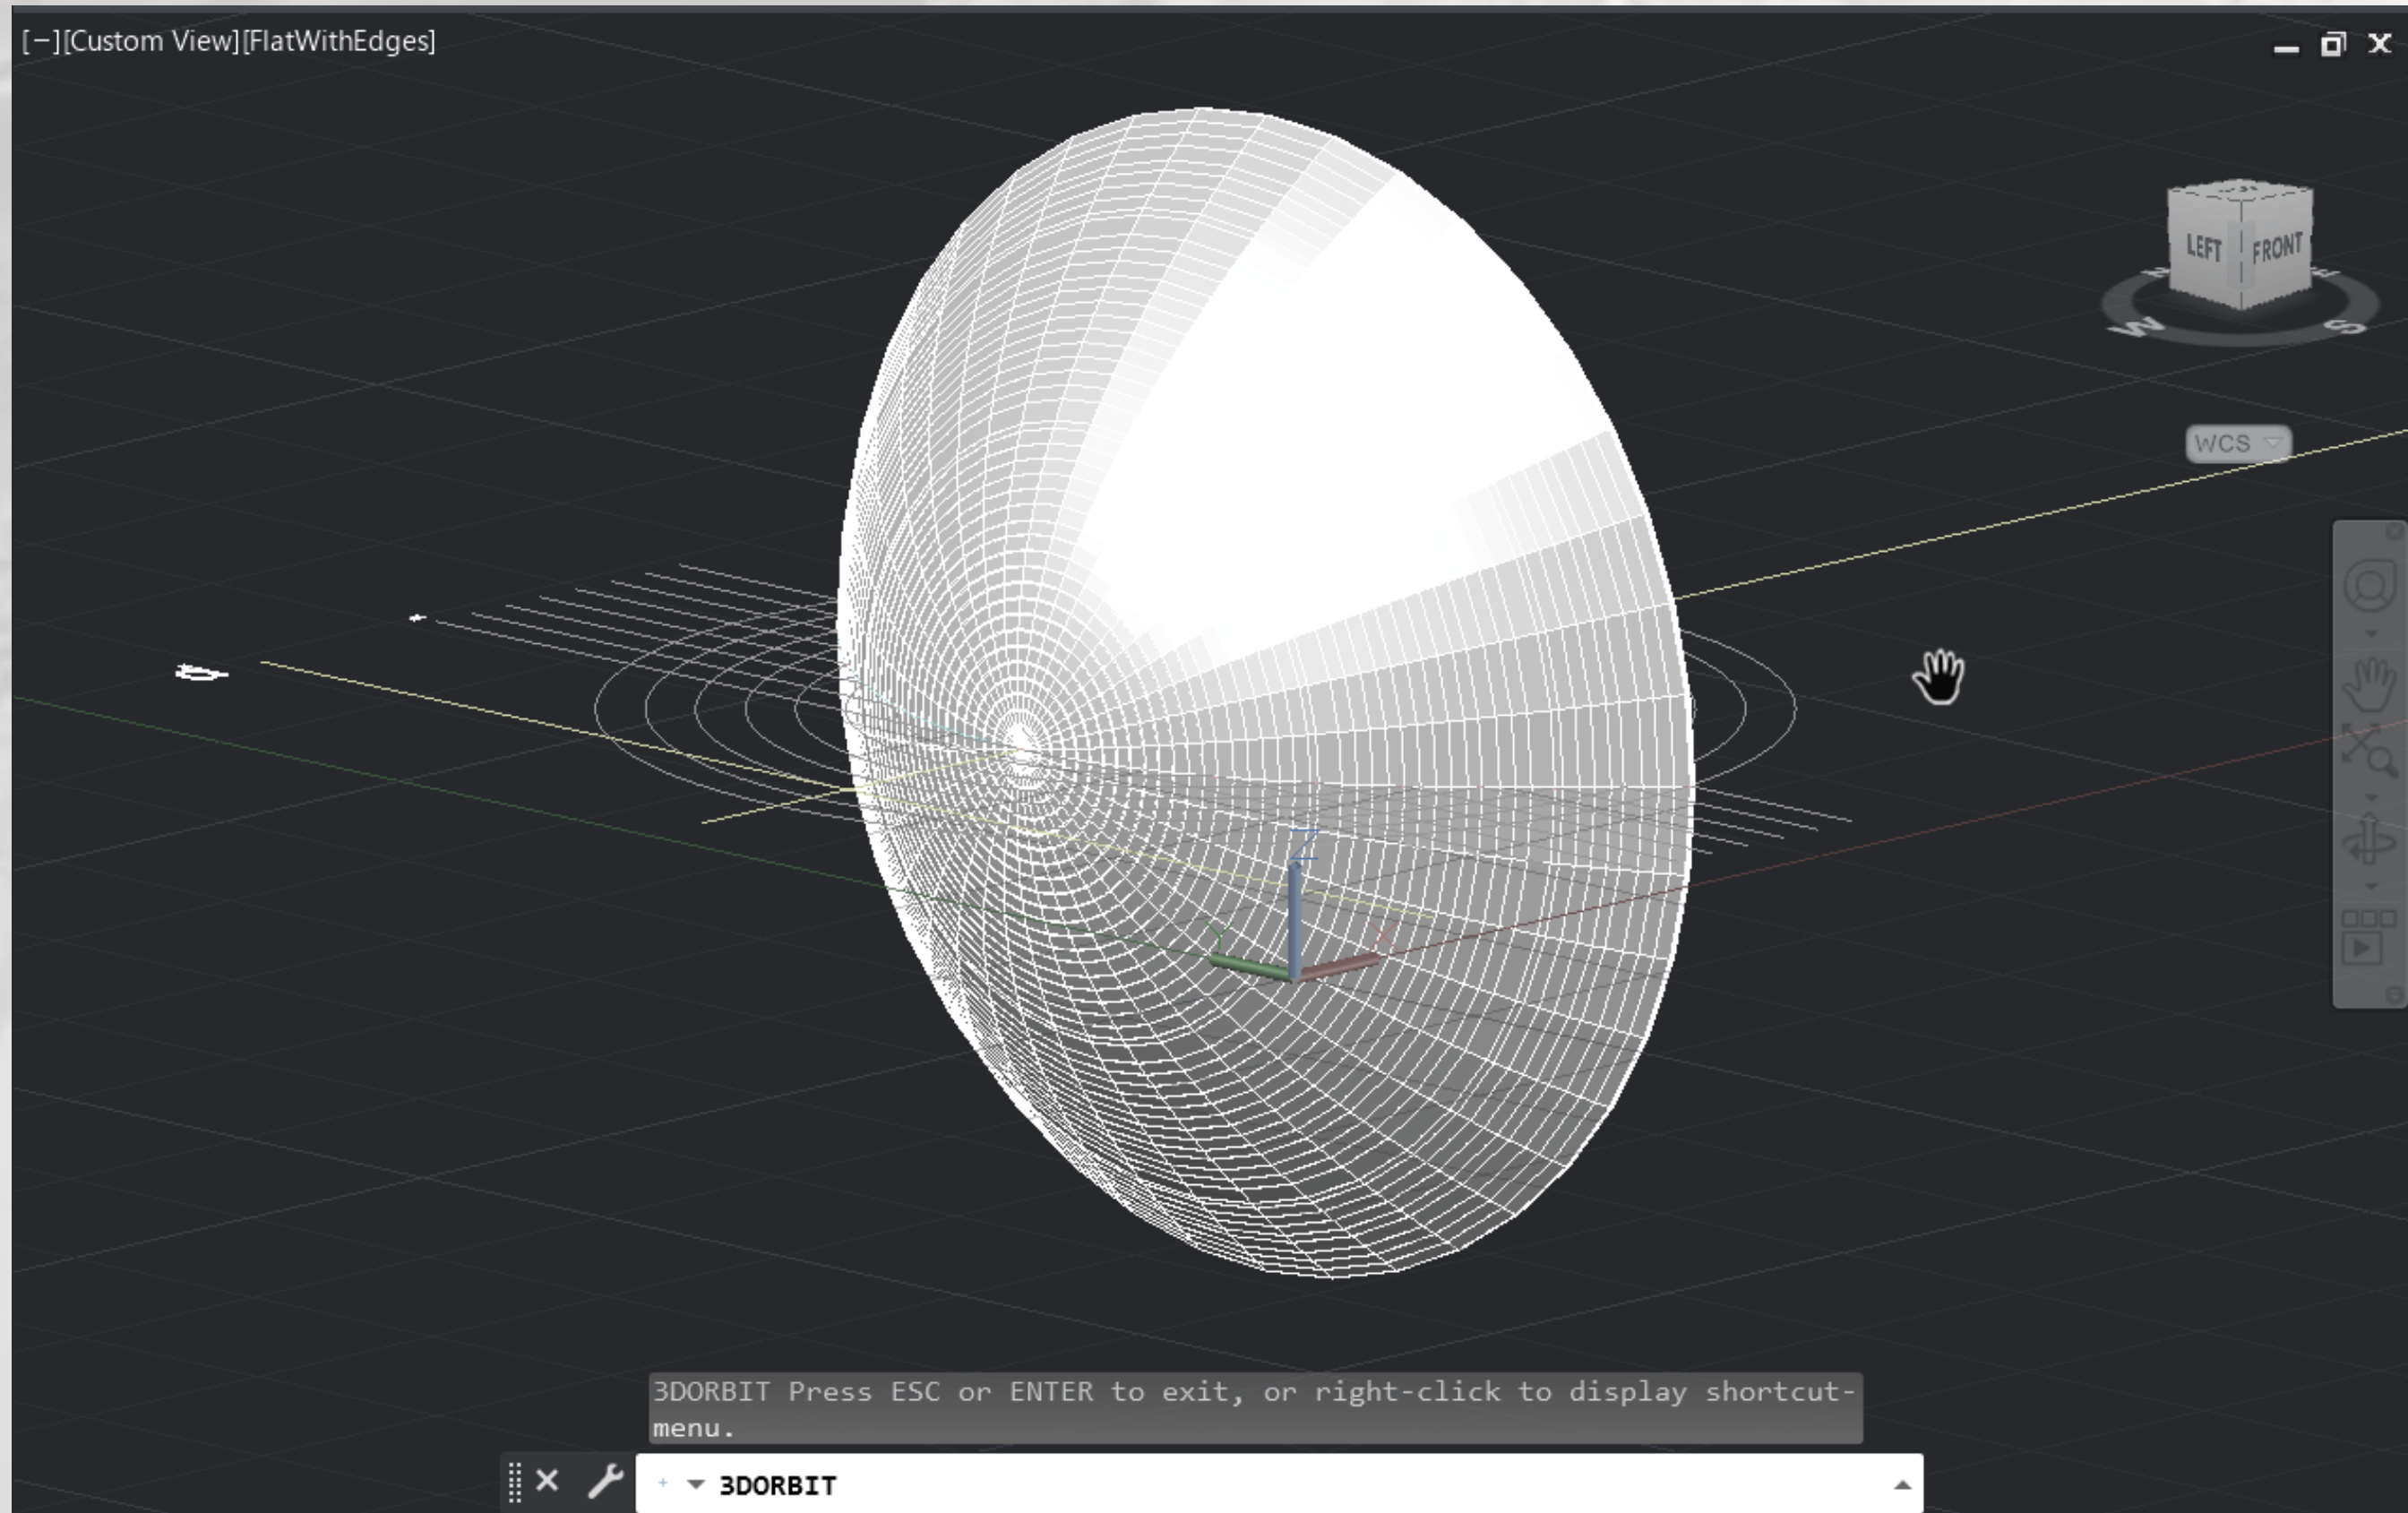 [−][Custom View][FlatWithEdges]
LEFT FRONT
W S
WCS
Z
Y X
3DORBIT Press ESC or ENTER to exit, or right-click to display shortcut-
menu.
3DORBIT